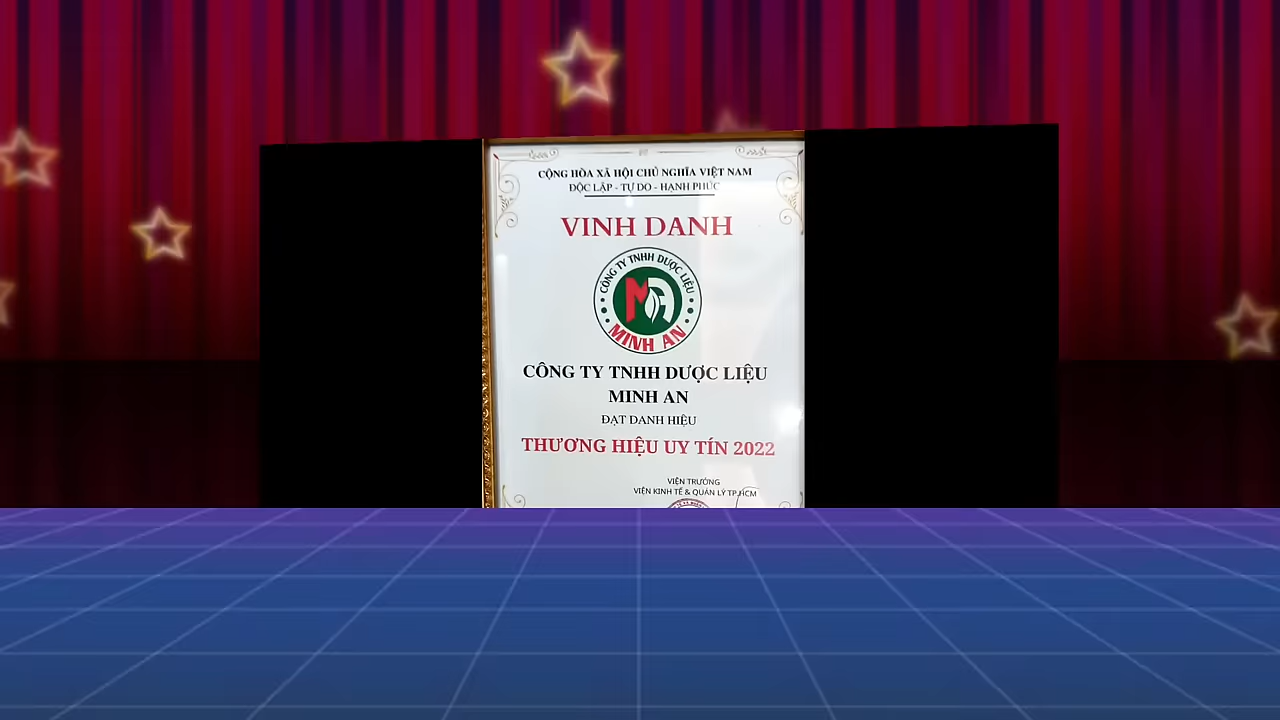 CỘNG HÒA XÃ HỘI CHỦ NGHĨA VIỆT NAM
ĐỘC LẬP - TỰ DO - HẠNH PHÚC
VINH DANH
CÔNG TY TNHH DƯỢC LIỆU
MA
MINH AN
CÔNG TY TNHH DƯỢC LIỆU
MINH AN
ĐẠT DANH HIỆU
THƯƠNG HIỆU UY TÍN 2022
VIỆN TRƯỞNG
VIỆN KINH TẾ & QUẢN LÝ TP.HCM